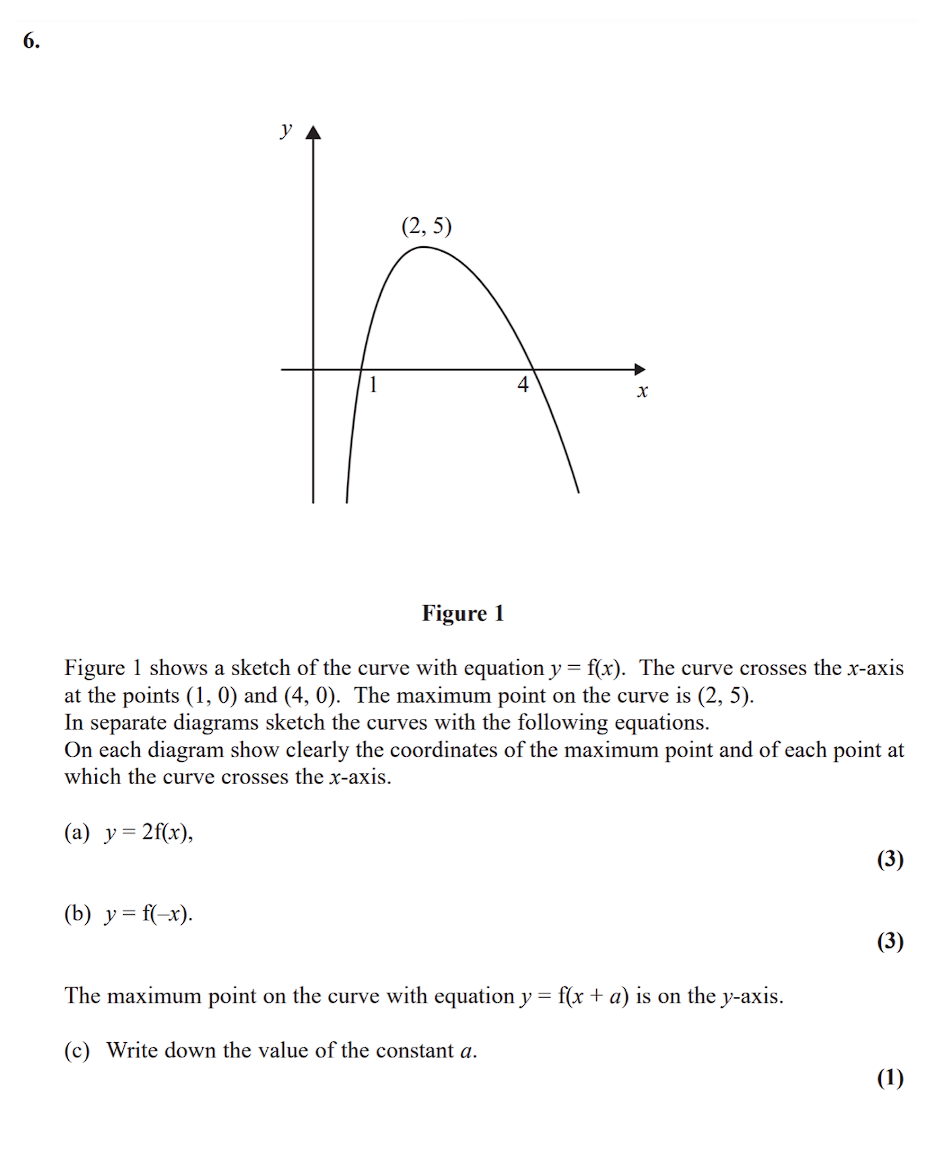 6.
y
(2, 5)
1
4
x
Figure 1
Figure 1 shows a sketch of the curve with equation y = f(x). The curve crosses the x-axis
at the points (1, 0) and (4, 0). The maximum point on the curve is (2, 5).
In separate diagrams sketch the curves with the following equations.
On each diagram show clearly the coordinates of the maximum point and of each point at
which the curve crosses the x-axis.
(a) y = 2f(x),
(3)
(b) y = f(–x).
(3)
The maximum point on the curve with equation y = f(x + a) is on the y-axis.
(c) Write down the value of the constant a.
(1)